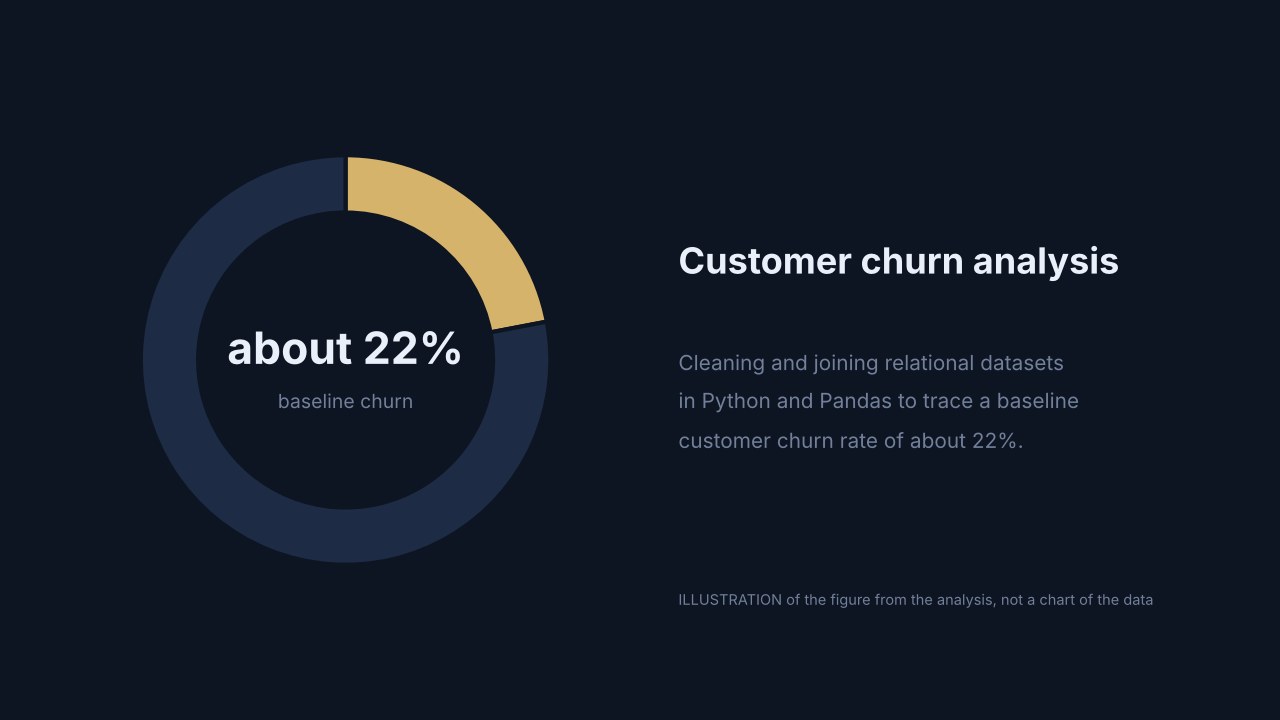 about 22%
baseline churn
Customer churn analysis
Cleaning and joining relational datasets
in Python and Pandas to trace a baseline
customer churn rate of about 22%.
ILLUSTRATION of the figure from the analysis, not a chart of the data